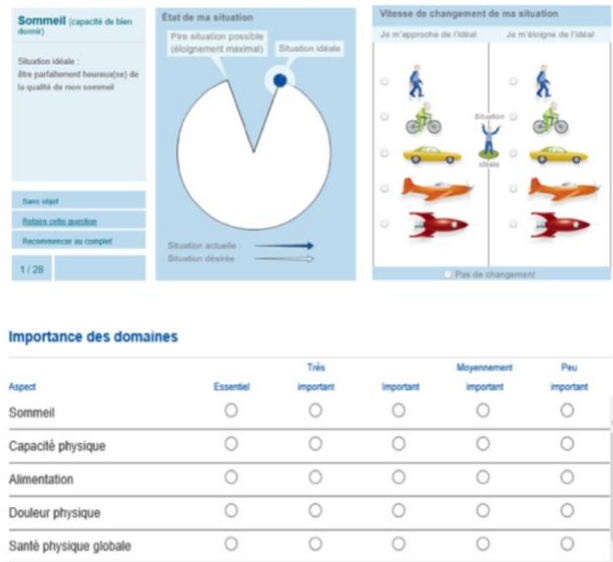 Sommeil (capacité de bien
dormir)
Situation idéale :
être parfaitement heureux(se) de
la qualité de mon sommeil
Sans objet
Refaire cette question
Recommencer au complet
1 / 28
État de ma situation
Pire situation possible
(éloignement maximal)
Situation idéale
Situation actuelle :
Situation désirée :
Vitesse de changement de ma situation
Je m'approche de l'idéal
Je m'éloigne de l'idéal
Situation
idéale
Pas de changement
Importance des domaines
Aspect
Essentiel
Très
important
Important
Moyennement
important
Peu
important
Sommeil
Capacité physique
Alimentation
Douleur physique
Santé physique globale